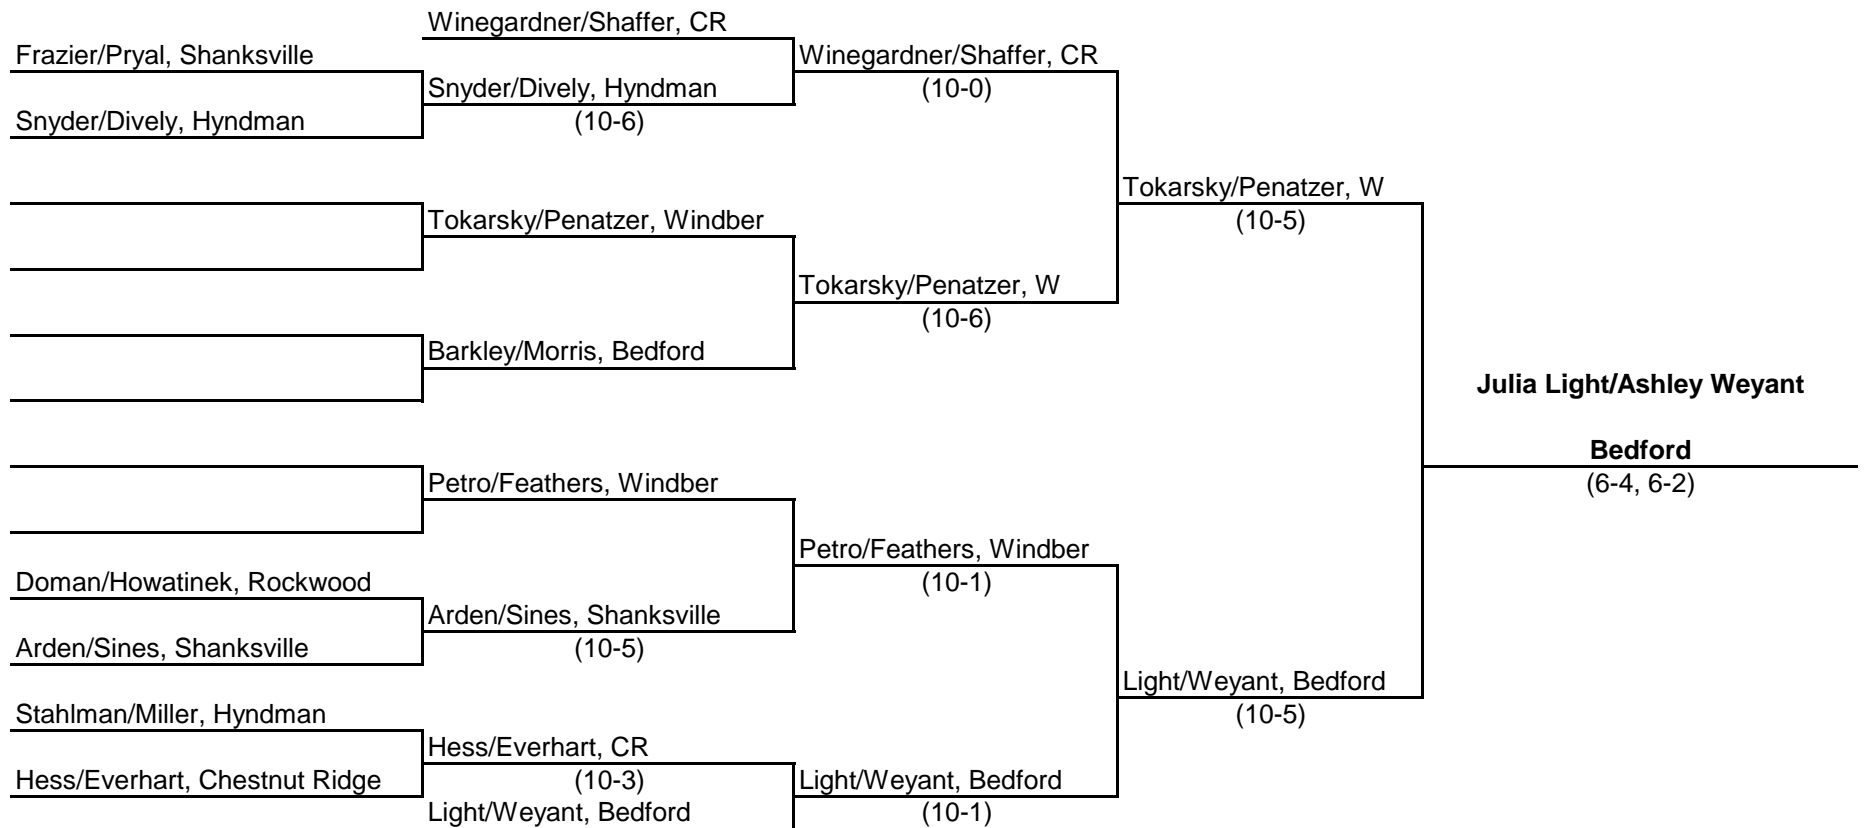 Winegardner/Shaffer, CR
Frazier/Pryal, Shanksville
Winegardner/Shaffer, CR
Snyder/Dively, Hyndman
(10-0)
Snyder/Dively, Hyndman
(10-6)
Tokarsky/Penatzer, W
Tokarsky/Penatzer, Windber
(10-5)
Tokarsky/Penatzer, W
(10-6)
Barkley/Morris, Bedford
Julia Light/Ashley Weyant
Bedford
Petro/Feathers, Windber
(6-4, 6-2)
Petro/Feathers, Windber
Doman/Howatinek, Rockwood
(10-1)
Arden/Sines, Shanksville
Arden/Sines, Shanksville
(10-5)
Light/Weyant, Bedford
Stahlman/Miller, Hyndman
(10-5)
Hess/Everhart, CR
Hess/Everhart, Chestnut Ridge
(10-3)
Light/Weyant, Bedford
Light/Weyant, Bedford
(10-1)